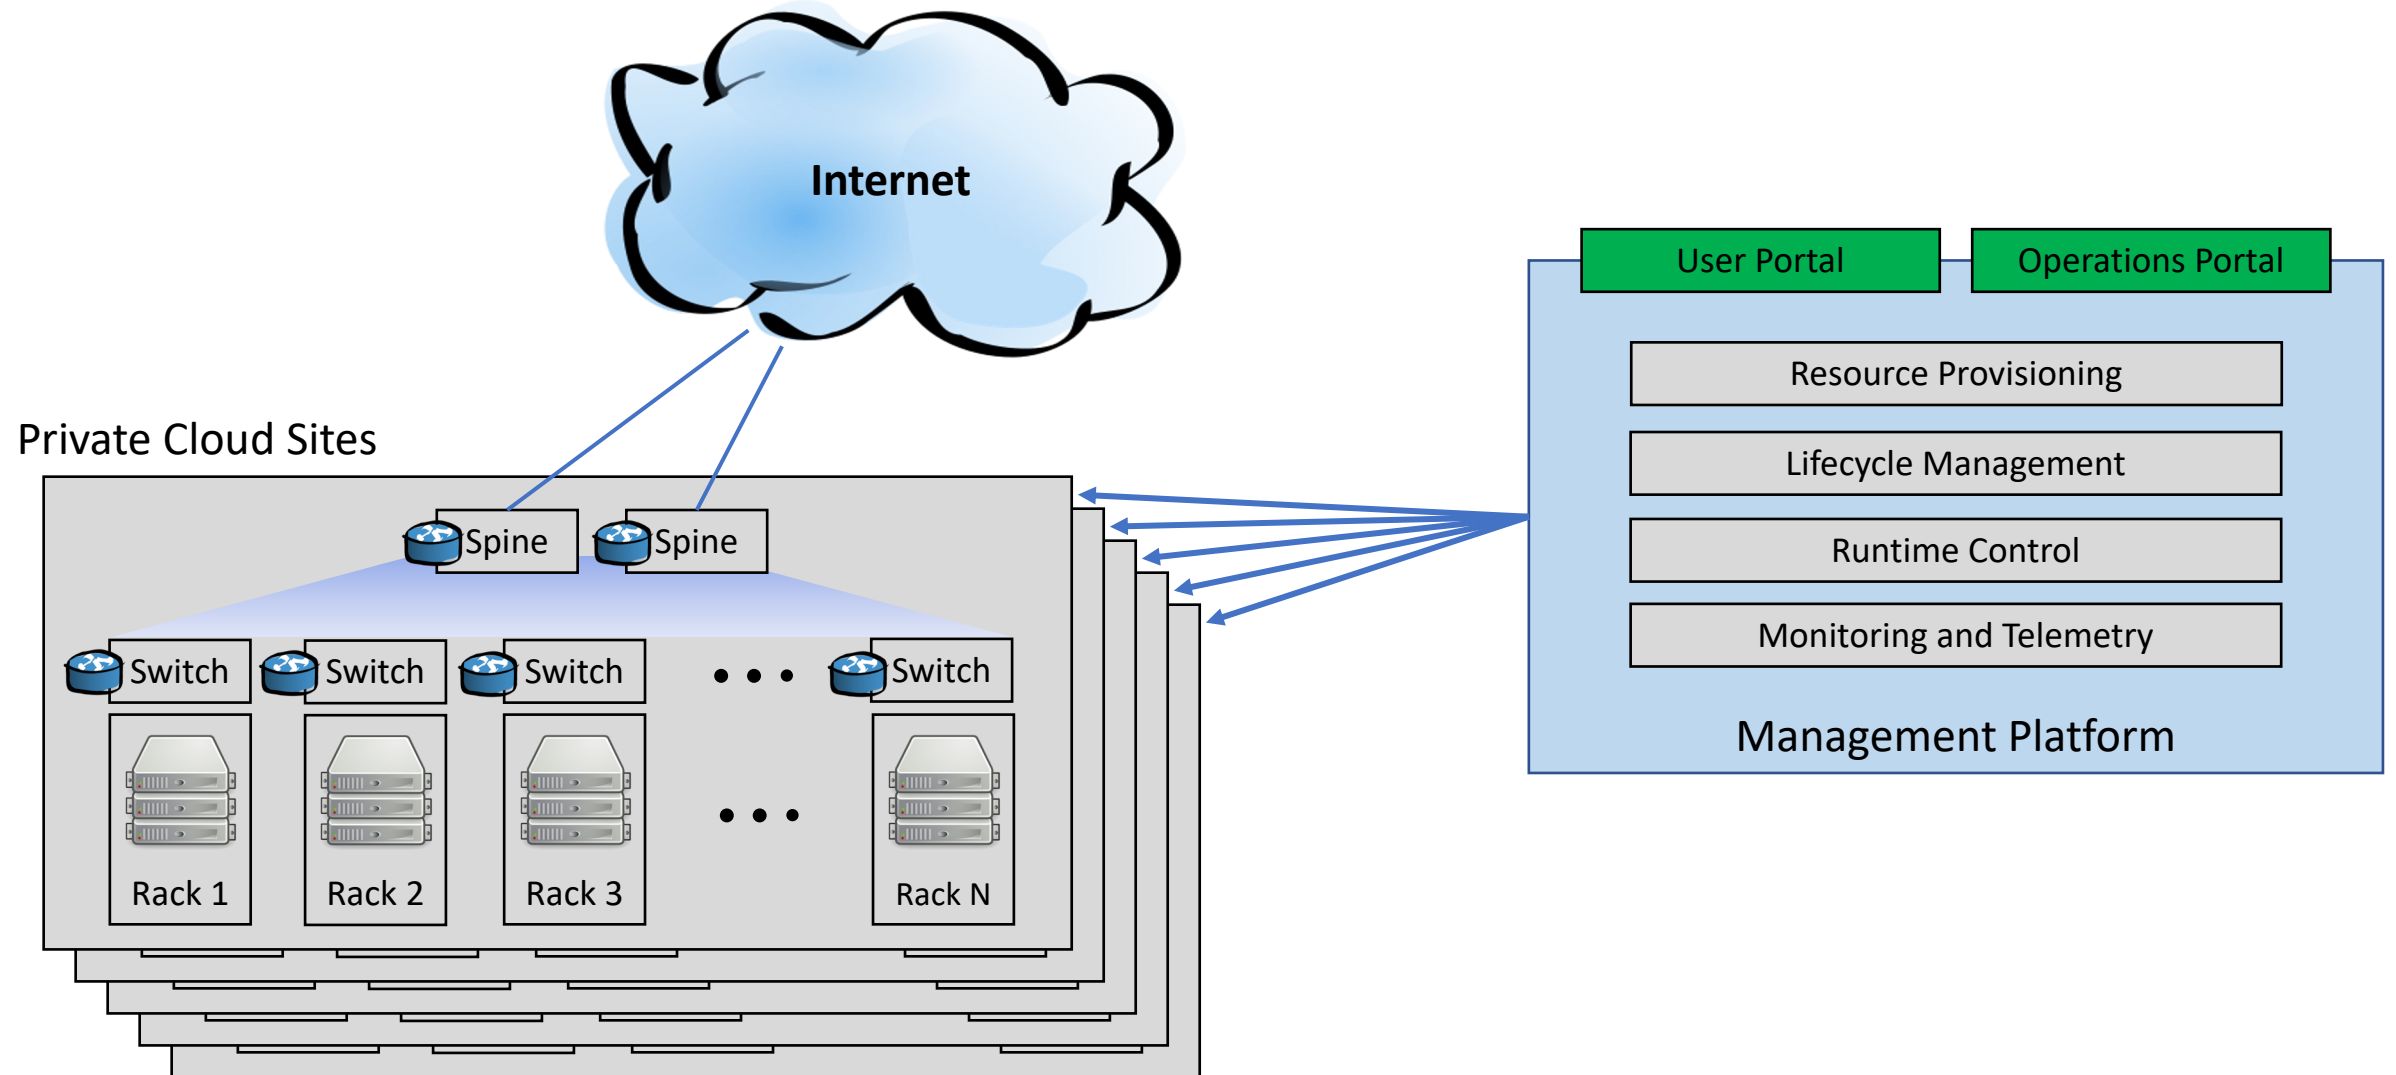 Internet
User Portal
Operations Portal
Resource Provisioning
Lifecycle Management
Runtime Control
Monitoring and Telemetry
Management Platform
Private Cloud Sites
Spine
Spine
Switch
Switch
Switch
Switch
Rack 1
Rack 2
Rack 3
Rack N